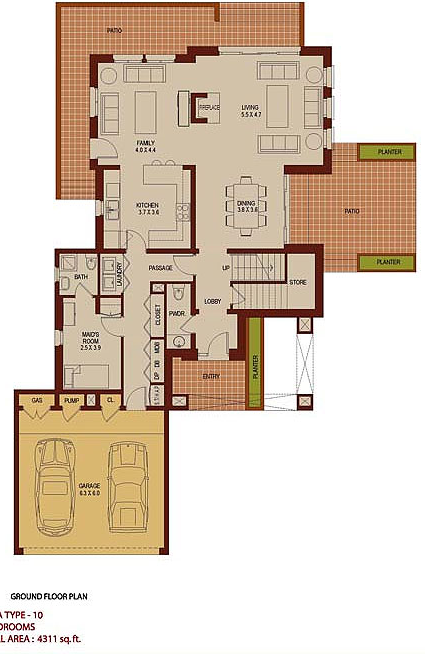 PATIO
FIREPLACE
LIVING
5.5 X 4.7
FAMILY
4.0 X 4.4
PLANTER
KITCHEN
3.7 X 3.6
DINING
3.8 X 3.6
PATIO
PLANTER
PASSAGE
UP
BATH
LAUNDRY
STORE
LOBBY
CLOSET
PWDR.
MAID'S
ROOM
2.5 X 3.9
MDB
DB
DP
ENTRY
PLANTER
GAS
PUMP
CL.
GARAGE
6.3 X 6.0
GROUND FLOOR PLAN
A TYPE - 10
DROOMS
L AREA : 4311 sq.ft.